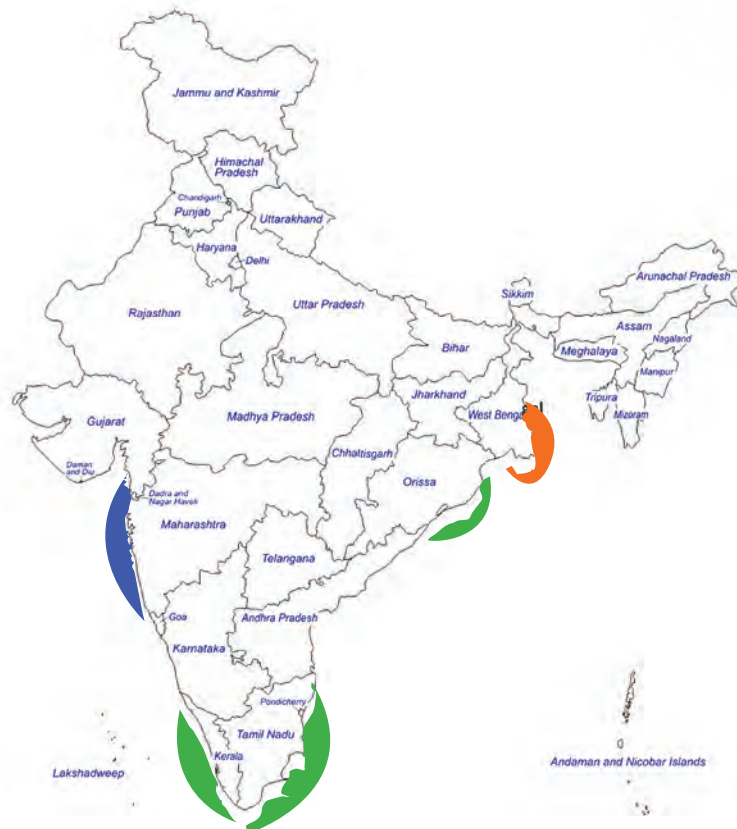 Jammu and Kashmir
Himachal
Pradesh
Chandigarh
Punjab
Uttarakhand
Haryana
Delhi
Arunachal Pradesh
Sikkim
Rajasthan
Uttar Pradesh
Assam
Nagaland
Bihar
Meghalaya
Manipur
Jharkhand
Tripura
Gujarat
Madhya Pradesh
West Bengal
Mizoram
Chhattisgarh
Daman
and Diu
Orissa
Dadra and
Nagar Haveli
Maharashtra
Telangana
Goa
Andhra Pradesh
Karnataka
Pondicherry
Tamil Nadu
Kerala
Lakshadweep
Andaman and Nicobar Islands